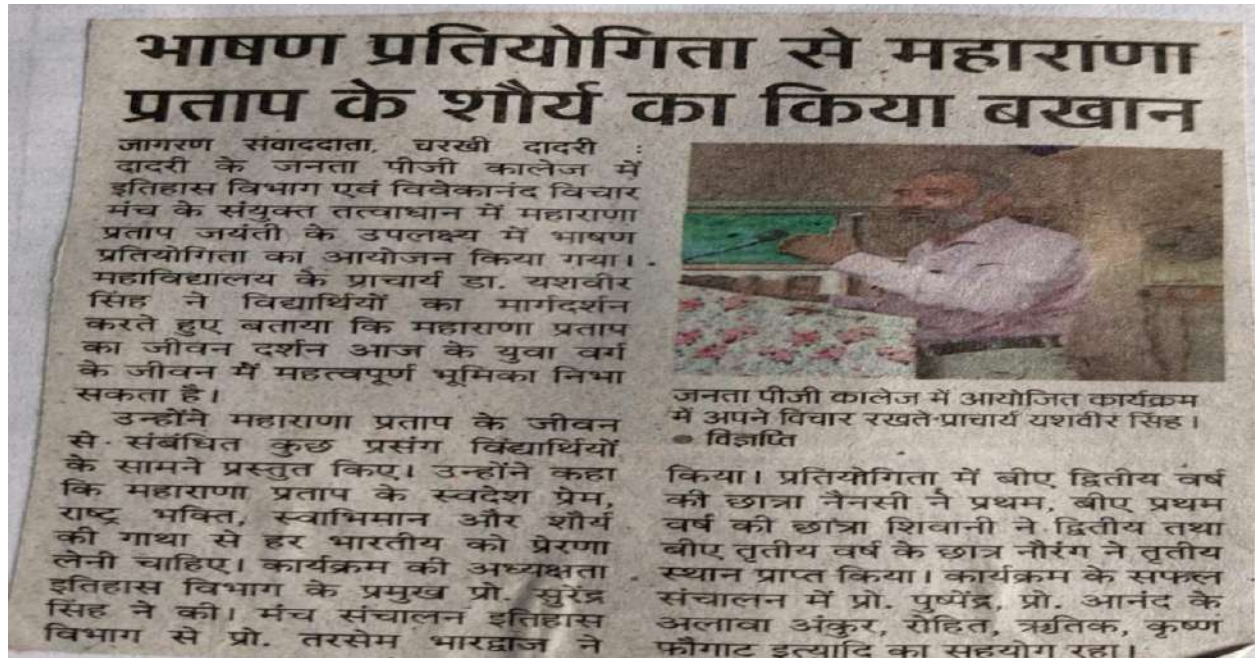 भाषण प्रतियोगिता से महाराणा
प्रताप के शौर्य का किया बखान
जागरण संवाददाता, चरखी दादरी :
दादरी के जनता पीजी कालेज में
इतिहास विभाग एवं विवेकानंद विचार
मंच के संयुक्त तत्वाधान में महाराणा
प्रताप जयंती के उपलक्ष्य में भाषण
प्रतियोगिता का आयोजन किया गया।
महाविद्यालय के प्राचार्य डा. यशवीर
सिंह ने विद्यार्थियों का मार्गदर्शन
करते हुए बताया कि महाराणा प्रताप
का जीवन दर्शन आज के युवा वर्ग
के जीवन में महत्वपूर्ण भूमिका निभा
सकता है।
उन्होंने महाराणा प्रताप के जीवन
से संबंधित कुछ प्रसंग विद्यार्थियों
के सामने प्रस्तुत किए। उन्होंने कहा
कि महाराणा प्रताप के स्वदेश प्रेम,
राष्ट्र भक्ति, स्वाभिमान और शौर्य
की गाथा से हर भारतीय को प्रेरणा
लेनी चाहिए। कार्यक्रम की अध्यक्षता
इतिहास विभाग के प्रमुख प्रो. सुरेंद्र
सिंह ने की। मंच संचालन इतिहास
विभाग से प्रो. तरसेम भारद्वाज ने
जनता पीजी कालेज में आयोजित कार्यक्रम
में अपने विचार रखते प्राचार्य यशवीर सिंह।
● विज्ञप्ति
किया। प्रतियोगिता में बीए द्वितीय वर्ष
की छात्रा नैनसी ने प्रथम, बीए प्रथम
वर्ष की छात्रा शिवानी ने द्वितीय तथा
बीए तृतीय वर्ष के छात्र नौरंग ने तृतीय
स्थान प्राप्त किया। कार्यक्रम के सफल
संचालन में प्रो. पुष्पेंद्र, प्रो. आनंद के
अलावा अंकुर, रोहित, ऋतिक, कृष्ण
फौगाट इत्यादि का सहयोग रहा।